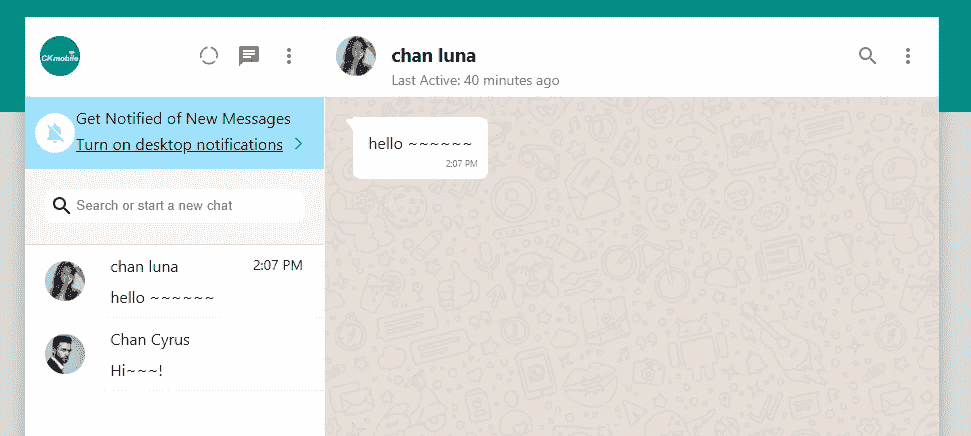 CKmobile
Get Notified of New Messages
Turn on desktop notifications
Search or start a new chat
chan luna 2:07 PM
hello ~~~~~~
Chan Cyrus
Hi~~~!
chan luna
Last Active: 40 minutes ago
hello ~~~~~~
2:07 PM